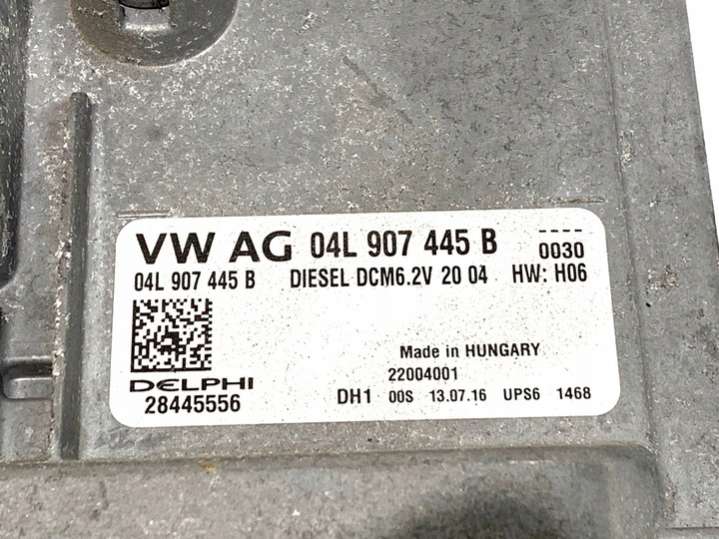 VW AG 04L 907 445 B
----
0030
04L 907 445 B DIESEL DCM6.2V 20 04 HW: H06
Made in HUNGARY
22004001
DELPHI
28445556 DH1 00S 13.07.16 UPS6 1468